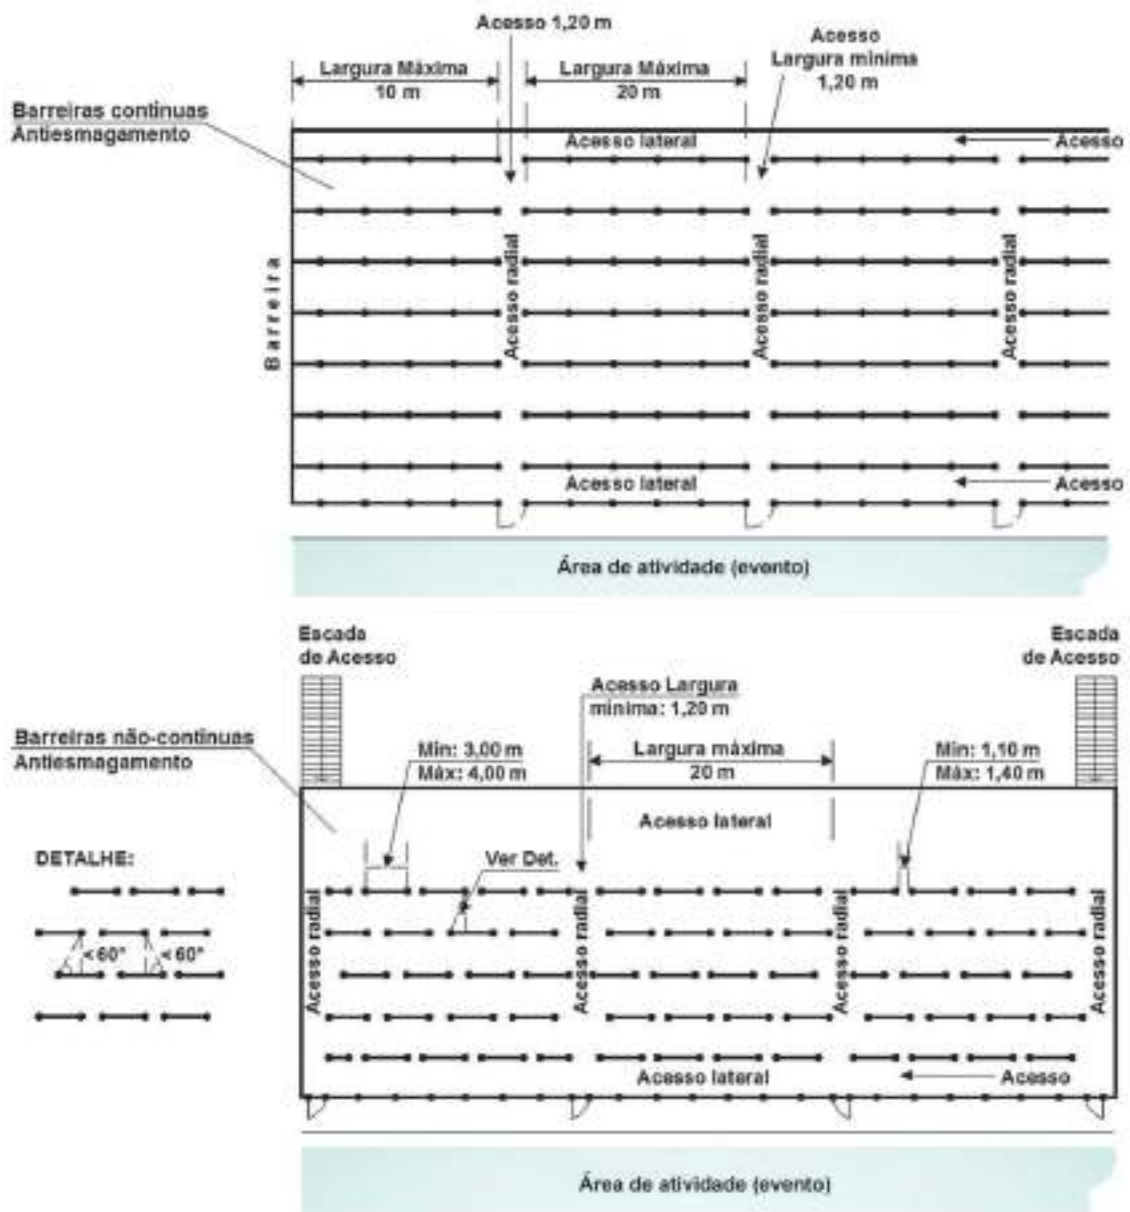 Acesso 1,20 m
Acesso
Largura mínima
1,20 m
Largura Máxima
10 m
Largura Máxima
20 m
Barreiras contínuas
Antiesmagamento
Acesso lateral
Acesso
Barreira
Acesso radial
Acesso radial
Acesso radial
Acesso lateral
Acesso
Área de atividade (evento)
Escada
de Acesso
Escada
de Acesso
Acesso Largura
mínima: 1,20 m
Barreiras não-contínuas
Antiesmagamento
Min: 3,00 m
Máx: 4,00 m
Largura máxima
20 m
Min: 1,10 m
Máx: 1,40 m
Acesso lateral
DETALHE:
Ver Det.
< 60°
< 60°
Acesso radial
Acesso radial
Acesso radial
Acesso radial
Acesso lateral
Acesso
Área de atividade (evento)